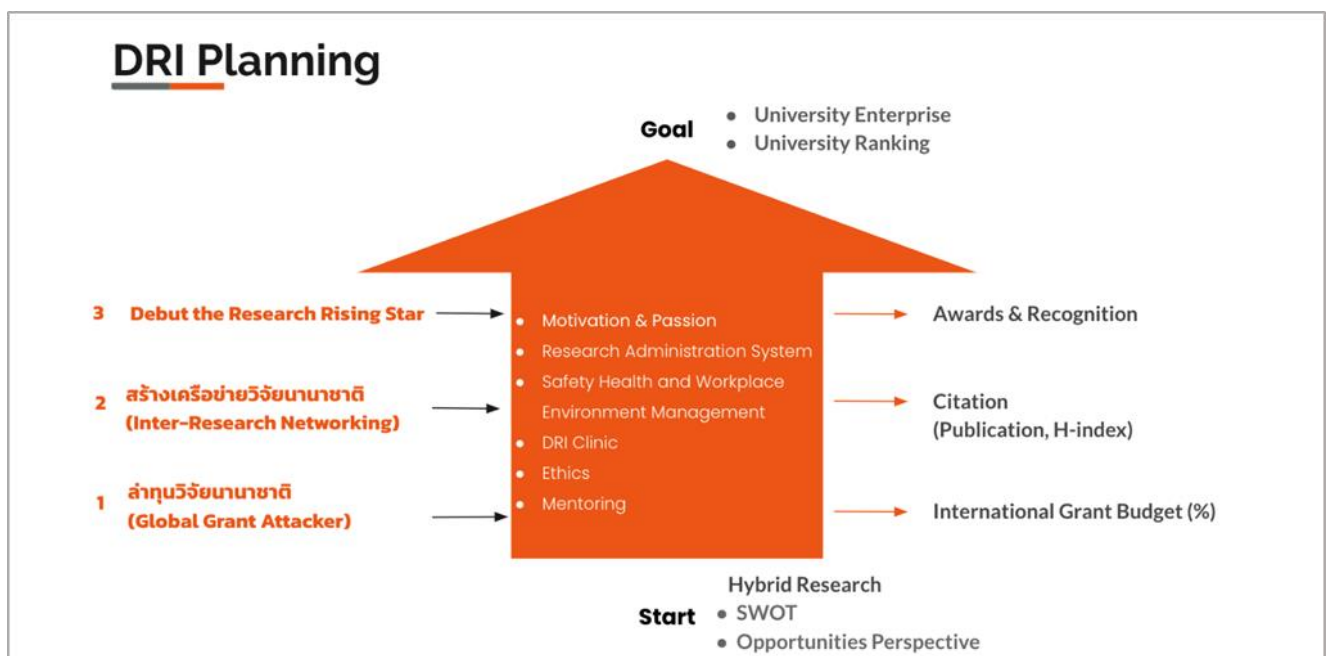 DRI Planning
Goal
• University Enterprise
• University Ranking
3 Debut the Research Rising Star
2 สร้างเครือข่ายวิจัยนานาชาติ
(Inter-Research Networking)
1 ล่าทุนวิจัยนานาชาติ
(Global Grant Attacker)
• Motivation & Passion
• Research Administration System
• Safety Health and Workplace
Environment Management
• DRI Clinic
• Ethics
• Mentoring
Awards & Recognition
Citation
(Publication, H-index)
International Grant Budget (%)
Start
Hybrid Research
• SWOT
• Opportunities Perspective